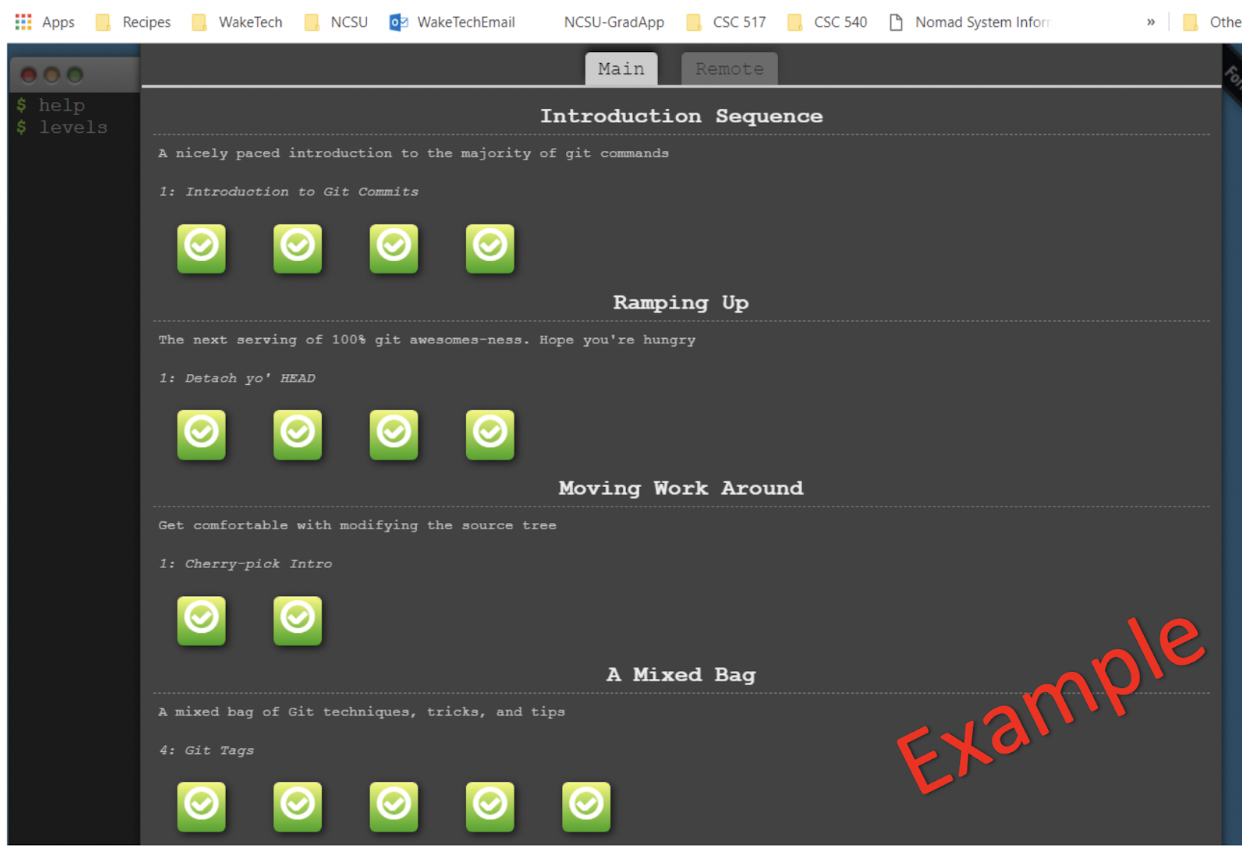 Apps Recipes WakeTech NCSU WakeTechEmail NCSU-GradApp CSC 517 CSC 540 Nomad System Infor » Othe
Main Remote
$ help
$ levels
Introduction Sequence
A nicely paced introduction to the majority of git commands
1: Introduction to Git Commits
Ramping Up
The next serving of 100% git awesomes-ness. Hope you're hungry
1: Detach yo' HEAD
Moving Work Around
Get comfortable with modifying the source tree
1: Cherry-pick Intro
A Mixed Bag
A mixed bag of Git techniques, tricks, and tips
4: Git Tags
Example